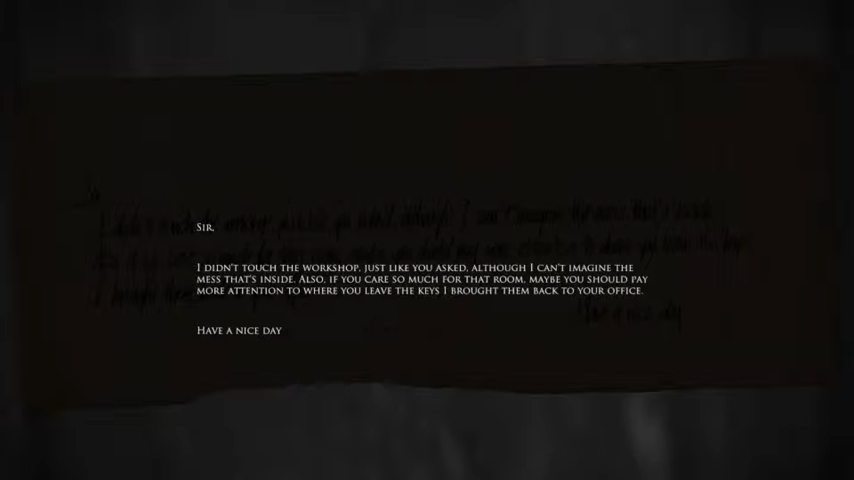 Sir,
I didn't touch the workshop, just like you asked, although I can't imagine the
mess that's inside. Also, if you care so much for that room, maybe you should pay
more attention to where you leave the keys I brought them back to your office.
Have a nice day